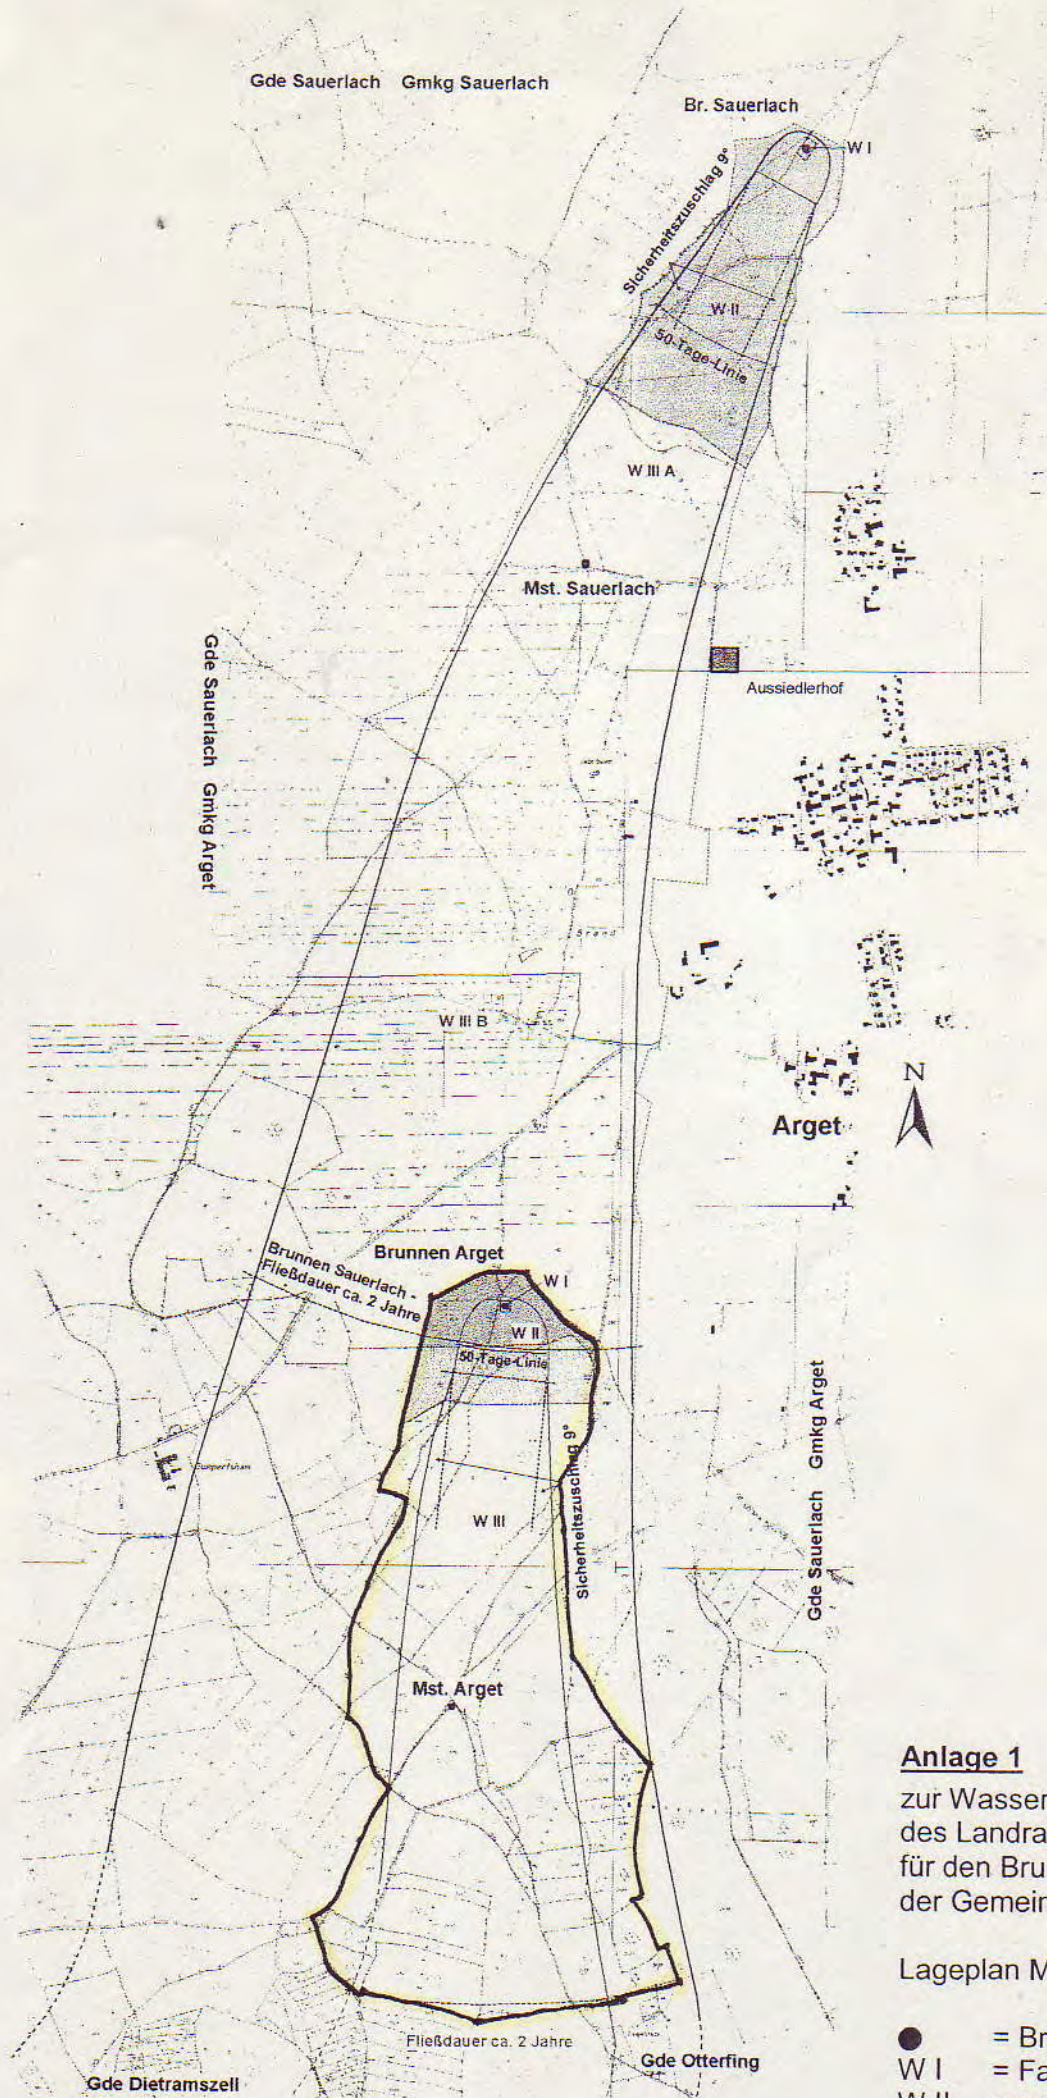 Gde Sauerlach Gmkg Sauerlach
Br. Sauerlach
W I
Sicherheitszuschlag 9°
W II
50-Tage-Linie
W III A
Mst. Sauerlach
Aussiedlerhof
Gde Sauerlach Gmkg Arget
W III B
N
Arget
Brunnen Sauerlach -
Fließdauer ca. 2 Jahre
Brunnen Arget
W I
W II
50-Tage-Linie
Gde Sauerlach Gmkg Arget
Sicherheitszuschlag 9°
W III
Mst. Arget
Anlage 1
zur Wasser
des Landra
für den Bru
der Gemein
Lageplan M
= Br
W I = Fa
Fließdauer ca. 2 Jahre
Gde Otterfing
Gde Dietramszell